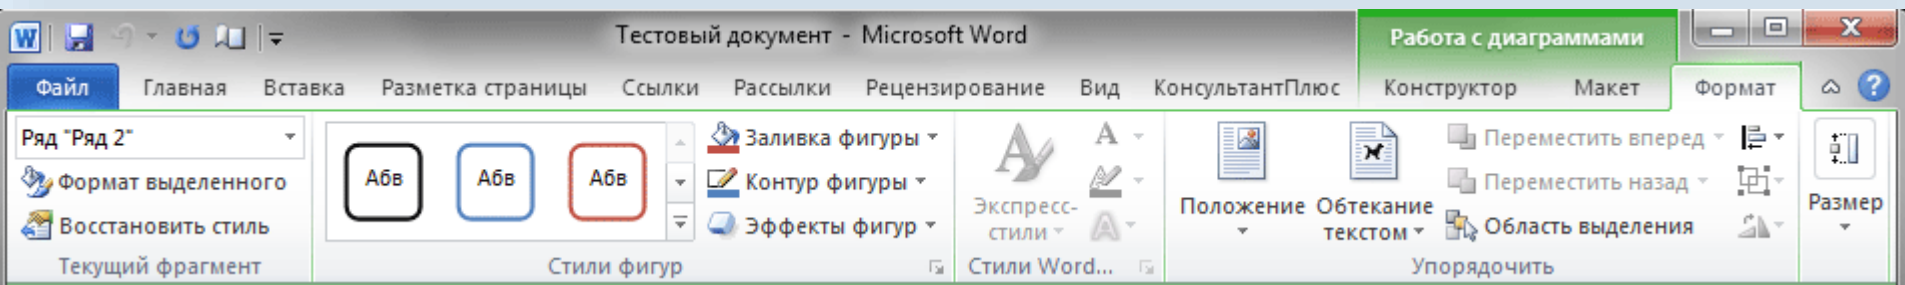 Тестовый документ - Microsoft Word
Работа с диаграммами
Файл Главная Вставка Разметка страницы Ссылки Рассылки Рецензирование Вид КонсультантПлюс Конструктор Макет Формат
Ряд "Ряд 2"
Формат выделенного
Восстановить стиль
Текущий фрагмент
Абв Абв Абв
Заливка фигуры
Контур фигуры
Эффекты фигур
Стили фигур
Экспресс-
стили
Стили Word...
Положение
Обтекание
текстом
Переместить вперед
Переместить назад
Область выделения
Упорядочить
Размер